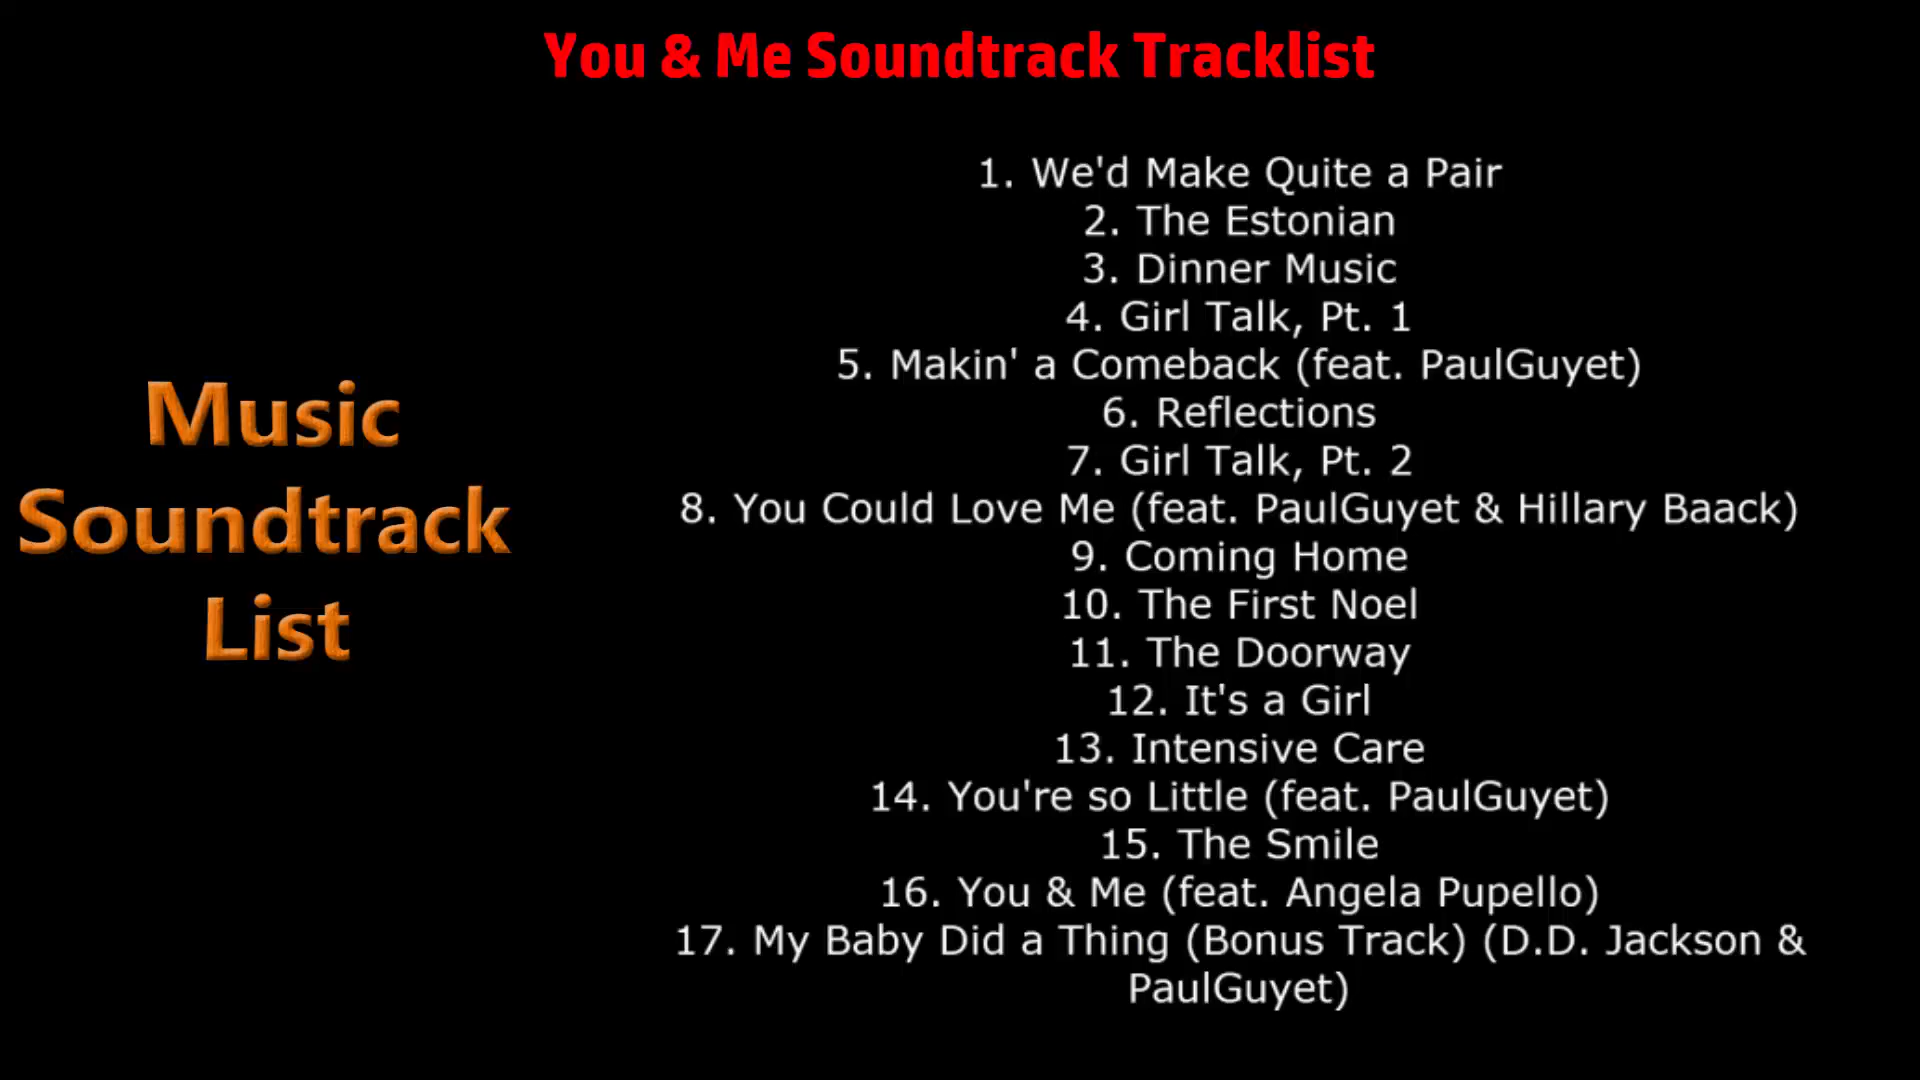 You & Me Soundtrack Tracklist
Music
Soundtrack
List
1. We'd Make Quite a Pair
2. The Estonian
3. Dinner Music
4. Girl Talk, Pt. 1
5. Makin' a Comeback (feat. PaulGuyet)
6. Reflections
7. Girl Talk, Pt. 2
8. You Could Love Me (feat. PaulGuyet & Hillary Baack)
9. Coming Home
10. The First Noel
11. The Doorway
12. It's a Girl
13. Intensive Care
14. You're so Little (feat. PaulGuyet)
15. The Smile
16. You & Me (feat. Angela Pupello)
17. My Baby Did a Thing (Bonus Track) (D.D. Jackson &
PaulGuyet)